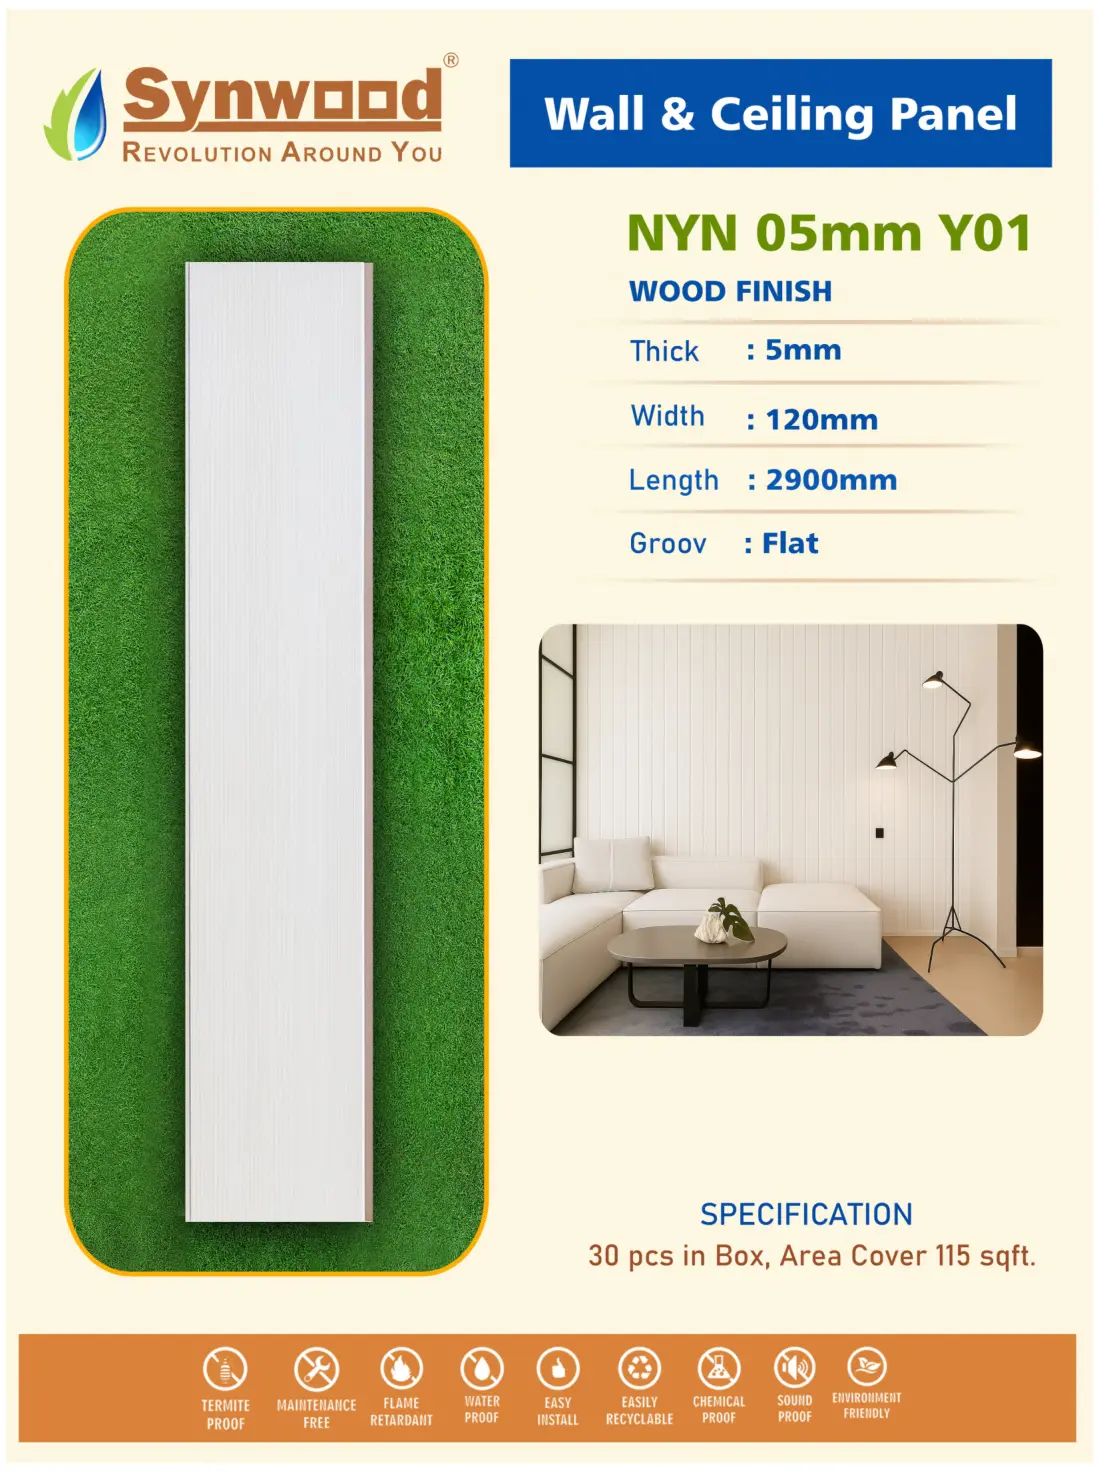 Synwood®
REVOLUTION AROUND YOU
Wall & Ceiling Panel
NYN 05mm Y01
WOOD FINISH
Thick : 5mm
Width : 120mm
Length : 2900mm
Groov : Flat
SPECIFICATION
30 pcs in Box, Area Cover 115 sqft.
TERMITE
PROOF
MAINTENANCE
FREE
FLAME
RETARDANT
WATER
PROOF
EASY
INSTALL
EASILY
RECYCLABLE
CHEMICAL
PROOF
SOUND
PROOF
ENVIRONMENT
FRIENDLY